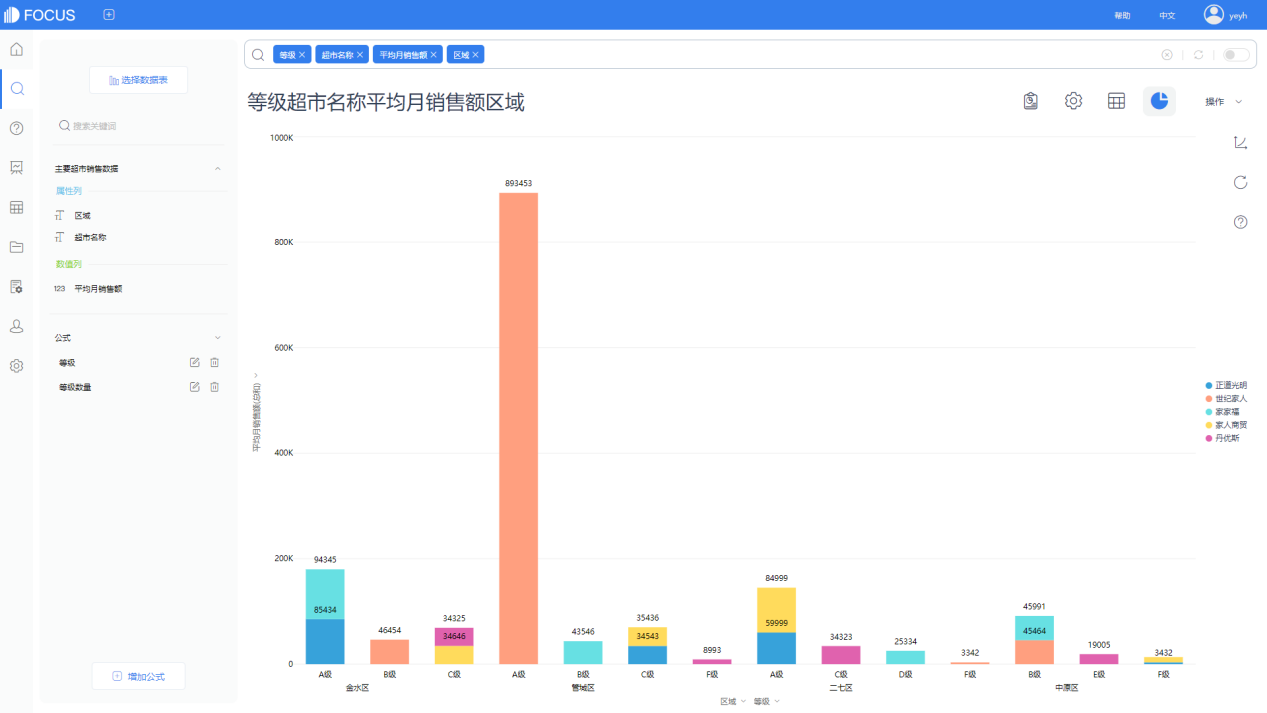 FOCUS
帮助 中文 yeyh
选择数据表
搜索关键词
主要超市销售数据
属性列
区域
超市名称
数值列
123 平均月销售额
公式
等级
等级数量
增加公式
等级 超市名称 平均月销售额 区域
等级超市名称平均月销售额区域
操作
1000K
800K
600K
400K
200K
0
平均月销售额(总和)
94345
85434
46454
34325
34646
893453
43546
35436
34543
8993
84999
59999
34323
25334
3342
45991
45464
19005
3432
A级 B级 C级 A级 B级 C级 F级 A级 C级 D级 F级 B级 E级 F级
金水区 管城区 二七区 中原区
区域 等级
正道光明
世纪家人
家家福
家人商贸
丹优斯